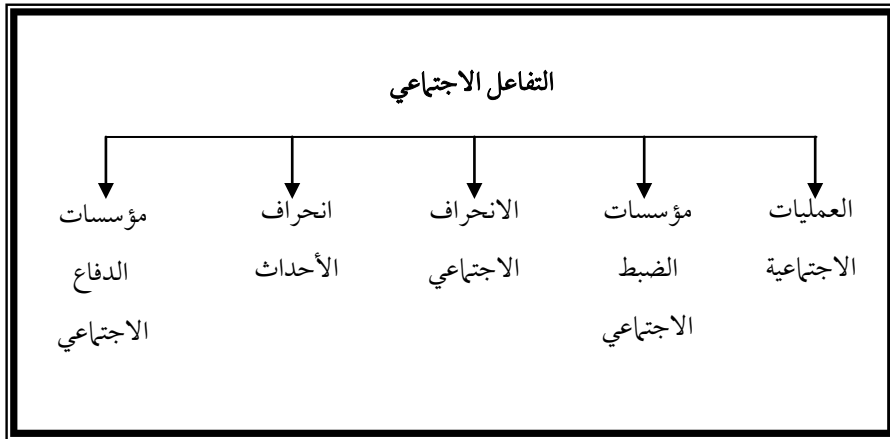 التفاعل الاجتماعي
العمليات
الاجتماعية
مؤسسات
الضبط
الاجتماعي
الانحراف
الاجتماعي
انحراف
الأحداث
مؤسسات
الدفاع
الاجتماعي